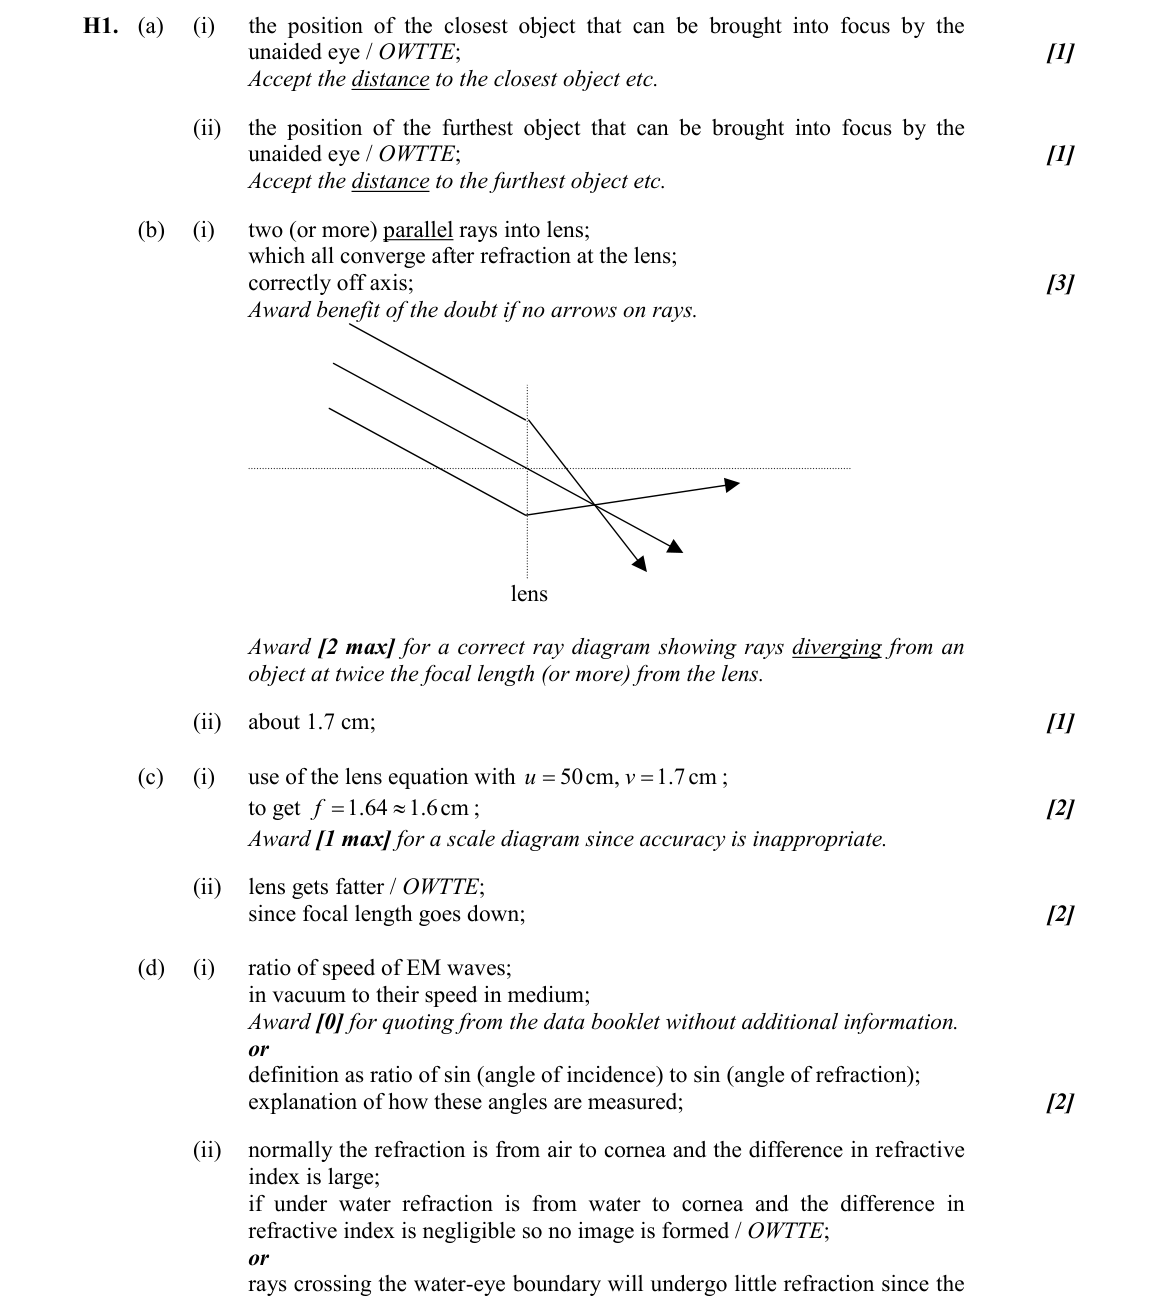 H1. (a) (i) the position of the closest object that can be brought into focus by the
unaided eye / OWTTE; [1]
Accept the distance to the closest object etc.
(ii) the position of the furthest object that can be brought into focus by the
unaided eye / OWTTE; [1]
Accept the distance to the furthest object etc.
(b) (i) two (or more) parallel rays into lens;
which all converge after refraction at the lens;
correctly off axis; [3]
Award benefit of the doubt if no arrows on rays.
lens
Award [2 max] for a correct ray diagram showing rays diverging from an
object at twice the focal length (or more) from the lens.
(ii) about 1.7 cm; [1]
(c) (i) use of the lens equation with u = 50 cm, v = 1.7 cm ;
to get f = 1.64 ≈ 1.6 cm ; [2]
Award [1 max] for a scale diagram since accuracy is inappropriate.
(ii) lens gets fatter / OWTTE;
since focal length goes down; [2]
(d) (i) ratio of speed of EM waves;
in vacuum to their speed in medium;
Award [0] for quoting from the data booklet without additional information.
or
definition as ratio of sin (angle of incidence) to sin (angle of refraction);
explanation of how these angles are measured; [2]
(ii) normally the refraction is from air to cornea and the difference in refractive
index is large;
if under water refraction is from water to cornea and the difference in
refractive index is negligible so no image is formed / OWTTE;
or
rays crossing the water-eye boundary will undergo little refraction since the